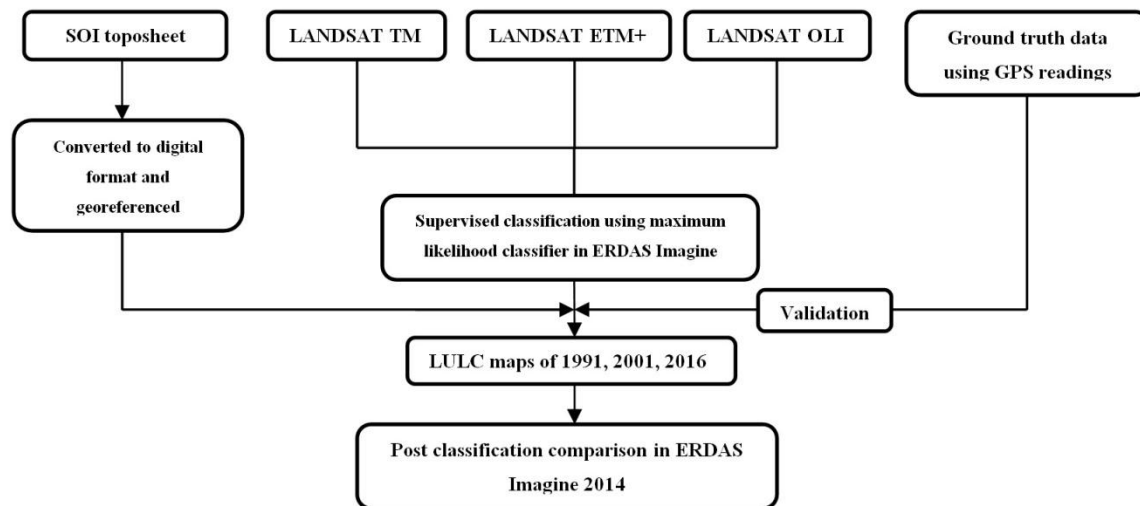 SOI toposheet
LANDSAT TM
LANDSAT ETM+
LANDSAT OLI
Ground truth data
using GPS readings
Converted to digital
format and
georeferenced
Supervised classification using maximum
likelihood classifier in ERDAS Imagine
Validation
LULC maps of 1991, 2001, 2016
Post classification comparison in ERDAS
Imagine 2014